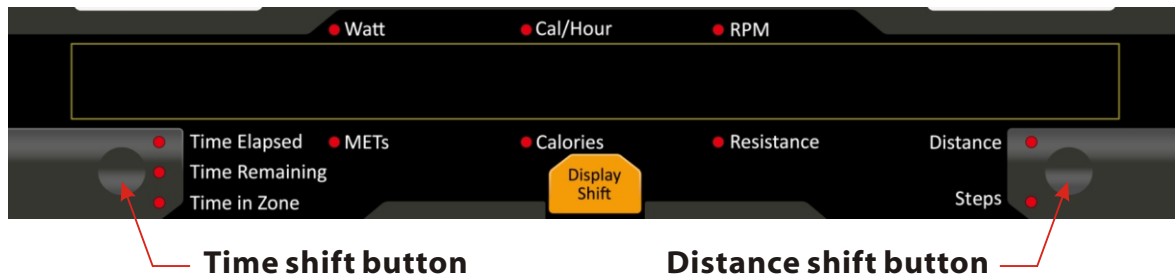 Watt Cal/Hour RPM
Time Elapsed METs Calories Resistance Distance
Time Remaining
Display
Shift
Time in Zone Steps
Time shift button Distance shift button